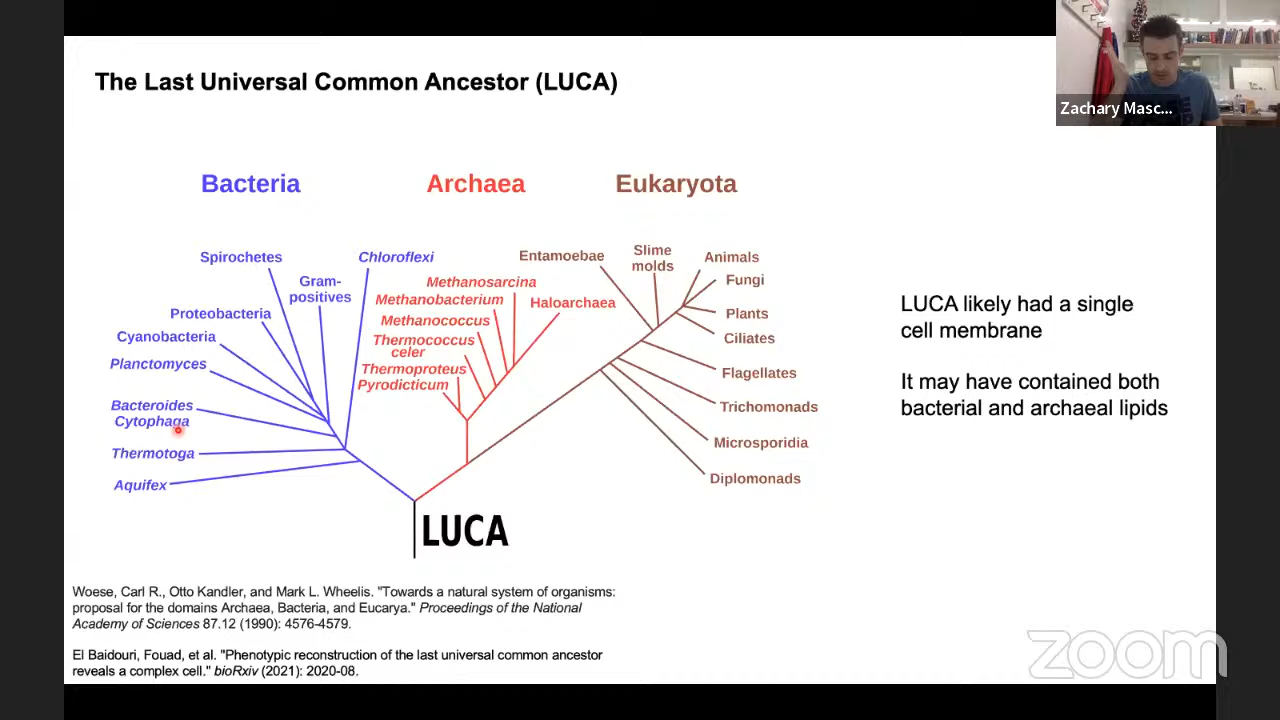 The Last Universal Common Ancestor (LUCA)
Zachary Masc...
Bacteria
Archaea
Eukaryota
Spirochetes
Chloroflexi
Gram-
positives
Proteobacteria
Cyanobacteria
Planctomyces
Bacteroides
Cytophaga
Thermotoga
Aquifex
Methanosarcina
Methanobacterium
Haloarchaea
Methanococcus
Thermococcus
celer
Thermoproteus
Pyrodicticum
Entamoebae
Slime
molds
Animals
Fungi
Plants
Ciliates
Flagellates
Trichomonads
Microsporidia
Diplomonads
LUCA
LUCA likely had a single
cell membrane
It may have contained both
bacterial and archaeal lipids
Woese, Carl R., Otto Kandler, and Mark L. Wheelis. "Towards a natural system of organisms:
proposal for the domains Archaea, Bacteria, and Eucarya." Proceedings of the National
Academy of Sciences 87.12 (1990): 4576-4579.
El Baidouri, Fouad, et al. "Phenotypic reconstruction of the last universal common ancestor
reveals a complex cell." bioRxiv (2021): 2020-08.
zoom